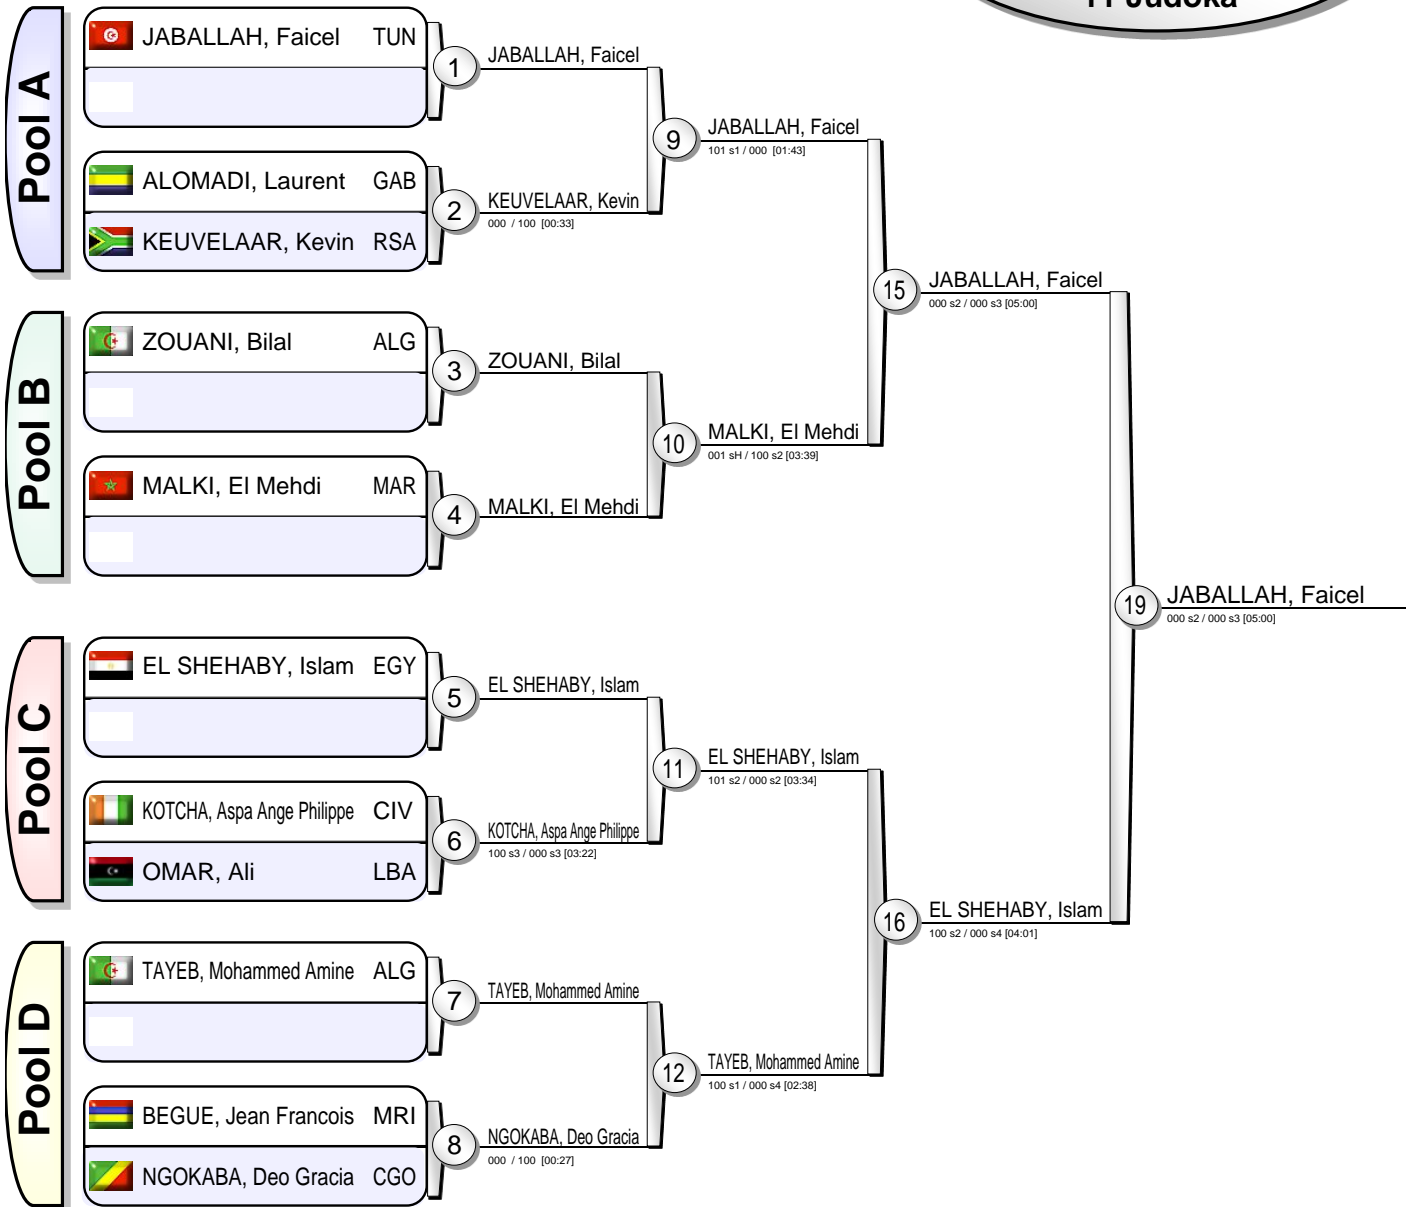 11 Judoka
Pool A
JABALLAH, Faicel TUN
1
JABALLAH, Faicel
ALOMADI, Laurent GAB
KEUVELAAR, Kevin RSA
2
KEUVELAAR, Kevin
000 / 100 [00:33]
9
JABALLAH, Faicel
101 s1 / 000 [01:43]
Pool B
ZOUANI, Bilal ALG
3
ZOUANI, Bilal
MALKI, El Mehdi MAR
4
MALKI, El Mehdi
10
MALKI, El Mehdi
001 sH / 100 s2 [03:39]
15
JABALLAH, Faicel
000 s2 / 000 s3 [05:00]
Pool C
EL SHEHABY, Islam EGY
5
EL SHEHABY, Islam
KOTCHA, Aspa Ange Philippe CIV
OMAR, Ali LBA
6
KOTCHA, Aspa Ange Philippe
100 s3 / 000 s3 [03:22]
11
EL SHEHABY, Islam
101 s2 / 000 s2 [03:34]
Pool D
TAYEB, Mohammed Amine ALG
7
TAYEB, Mohammed Amine
BEGUE, Jean Francois MRI
NGOKABA, Deo Gracia CGO
8
NGOKABA, Deo Gracia
000 / 100 [00:27]
12
TAYEB, Mohammed Amine
100 s1 / 000 s4 [02:38]
16
EL SHEHABY, Islam
100 s2 / 000 s4 [04:01]
19
JABALLAH, Faicel
000 s2 / 000 s3 [05:00]